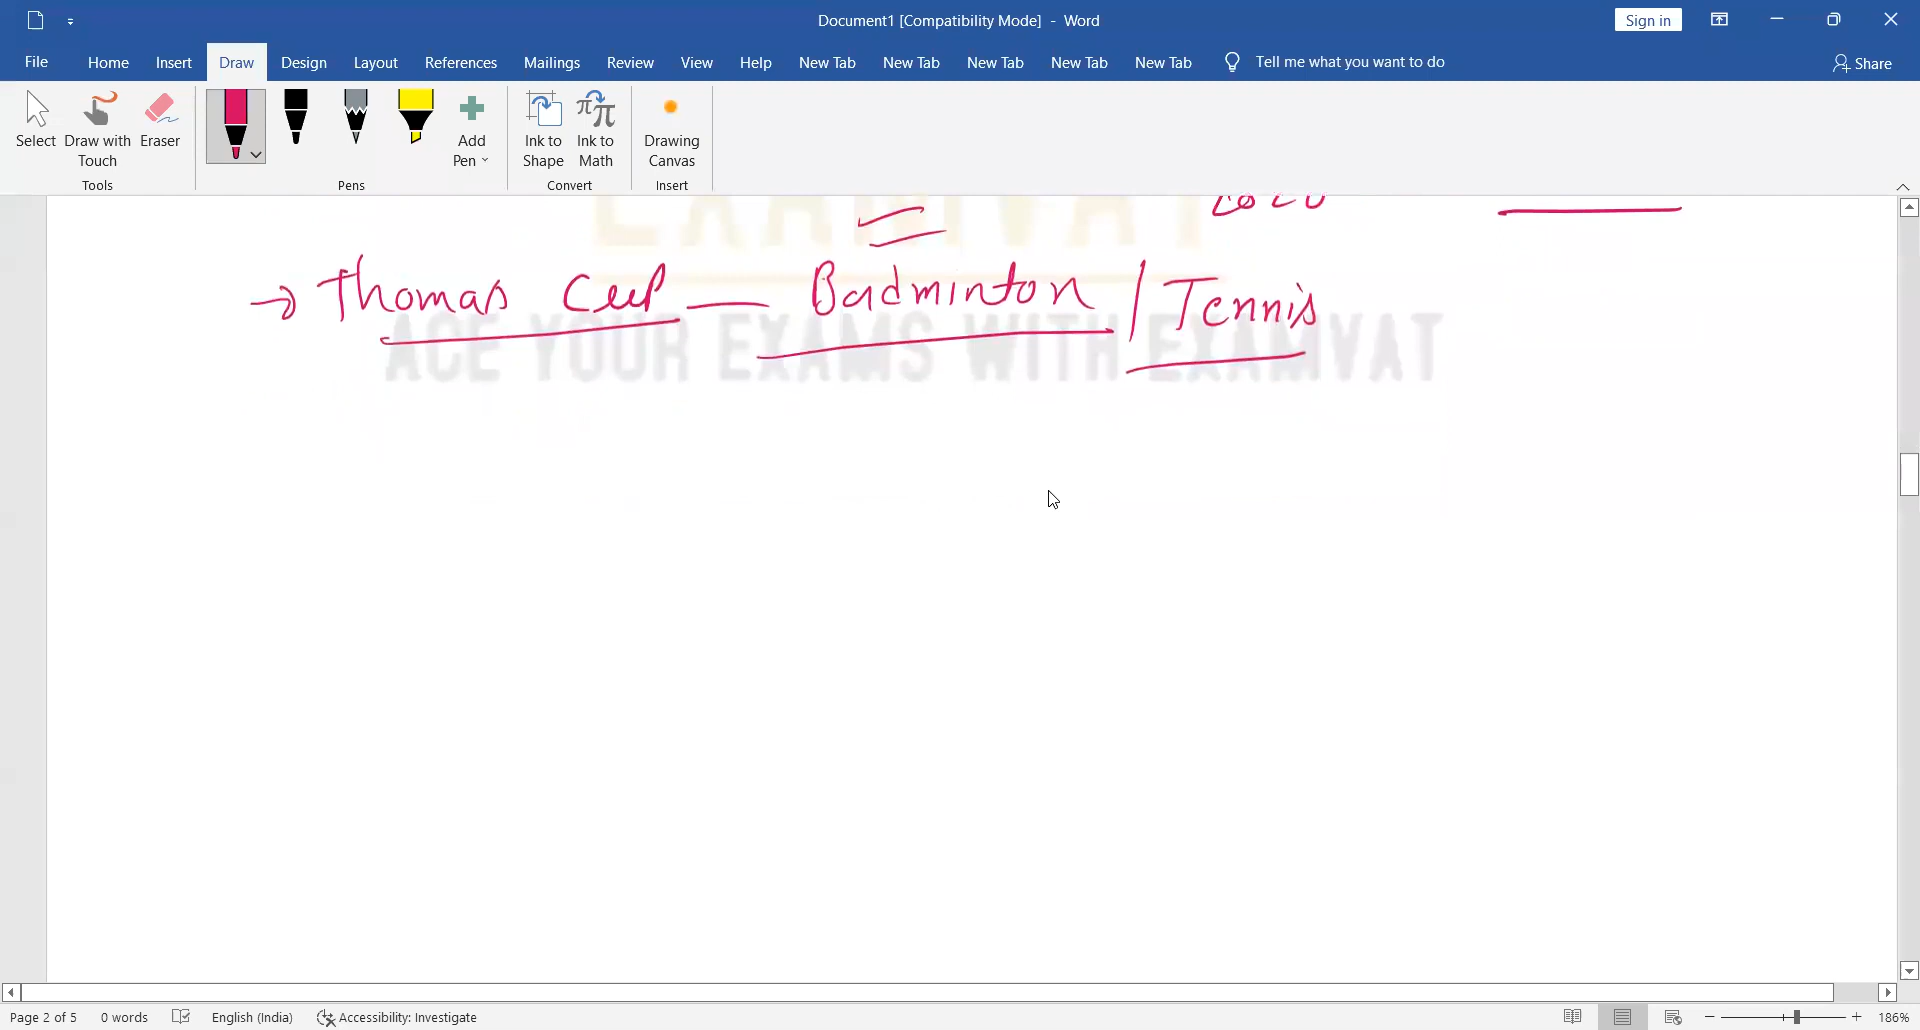 Document1 [Compatibility Mode] - Word
Sign in
File Home Insert Draw Design Layout References Mailings Review View Help New Tab New Tab New Tab New Tab New Tab Tell me what you want to do Share
Select Draw with Touch Eraser Add Pen Ink to Shape Ink to Math Drawing Canvas
Tools Pens Convert Insert
EXAMVAT
→ Thomas Cup — Badminton / Tennis
ACE YOUR EXAMS WITH EXAMVAT
Page 2 of 5 0 words English (India) Accessibility: Investigate 186%